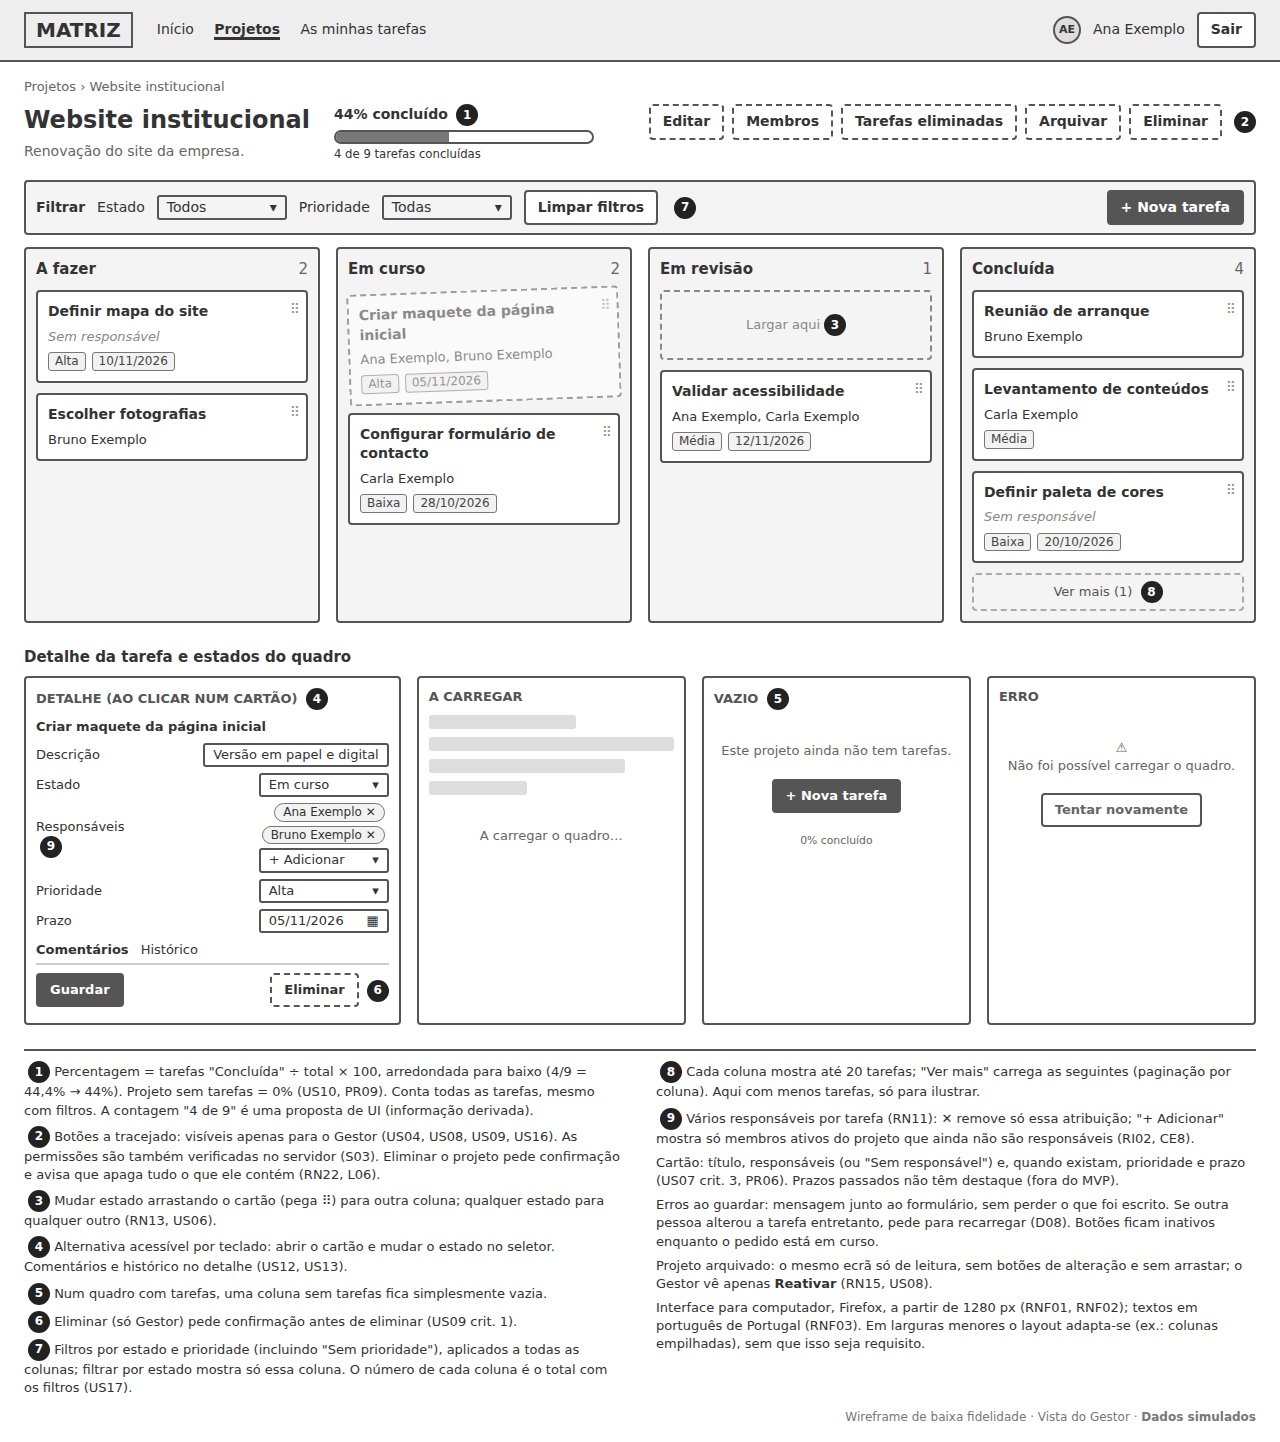 MATRIZ Início Projetos As minhas tarefas AE Ana Exemplo Sair
Projetos › Website institucional
Website institucional
Renovação do site da empresa.
44% concluído 1
4 de 9 tarefas concluídas
Editar Membros Tarefas eliminadas Arquivar Eliminar 2
Filtrar Estado Todos ▾ Prioridade Todas ▾ Limpar filtros 7 + Nova tarefa
A fazer 2
Definir mapa do site
Sem responsável
Alta 10/11/2026
Escolher fotografias
Bruno Exemplo
Em curso 2
Criar maquete da página
inicial
Ana Exemplo, Bruno Exemplo
Alta 05/11/2026
Configurar formulário de
contacto
Carla Exemplo
Baixa 28/10/2026
Em revisão 1
Largar aqui 3
Validar acessibilidade
Ana Exemplo, Carla Exemplo
Média 12/11/2026
Concluída 4
Reunião de arranque
Bruno Exemplo
Levantamento de conteúdos
Carla Exemplo
Média
Definir paleta de cores
Sem responsável
Baixa 20/10/2026
Ver mais (1) 8
Detalhe da tarefa e estados do quadro
DETALHE (AO CLICAR NUM CARTÃO) 4
Criar maquete da página inicial
Descrição Versão em papel e digital
Estado Em curso ▾
Responsáveis 9
Ana Exemplo ✕
Bruno Exemplo ✕
+ Adicionar ▾
Prioridade Alta ▾
Prazo 05/11/2026
Comentários Histórico
Guardar Eliminar 6
A CARREGAR
A carregar o quadro…
VAZIO 5
Este projeto ainda não tem tarefas.
+ Nova tarefa
0% concluído
ERRO
⚠
Não foi possível carregar o quadro.
Tentar novamente
1 Percentagem = tarefas "Concluída" ÷ total × 100, arredondada para baixo (4/9 =
44,4% → 44%). Projeto sem tarefas = 0% (US10, PR09). Conta todas as tarefas, mesmo
com filtros. A contagem "4 de 9" é uma proposta de UI (informação derivada).
2 Botões a tracejado: visíveis apenas para o Gestor (US04, US08, US09, US16). As
permissões são também verificadas no servidor (S03). Eliminar o projeto pede confirmação
e avisa que apaga tudo o que ele contém (RN22, L06).
3 Mudar estado arrastando o cartão (pega ⠿) para outra coluna; qualquer estado para
qualquer outro (RN13, US06).
4 Alternativa acessível por teclado: abrir o cartão e mudar o estado no seletor.
Comentários e histórico no detalhe (US12, US13).
5 Num quadro com tarefas, uma coluna sem tarefas fica simplesmente vazia.
6 Eliminar (só Gestor) pede confirmação antes de eliminar (US09 crit. 1).
7 Filtros por estado e prioridade (incluindo "Sem prioridade"), aplicados a todas as
colunas; filtrar por estado mostra só essa coluna. O número de cada coluna é o total com
os filtros (US17).
8 Cada coluna mostra até 20 tarefas; "Ver mais" carrega as seguintes (paginação por
coluna). Aqui com menos tarefas, só para ilustrar.
9 Vários responsáveis por tarefa (RN11): ✕ remove só essa atribuição; "+ Adicionar"
mostra só membros ativos do projeto que ainda não são responsáveis (RI02, CE8).
Cartão: título, responsáveis (ou "Sem responsável") e, quando existam, prioridade e prazo
(US07 crit. 3, PR06). Prazos passados não têm destaque (fora do MVP).
Erros ao guardar: mensagem junto ao formulário, sem perder o que foi escrito. Se outra
pessoa alterou a tarefa entretanto, pede para recarregar (D08). Botões ficam inativos
enquanto o pedido está em curso.
Projeto arquivado: o mesmo ecrã só de leitura, sem botões de alteração e sem arrastar; o
Gestor vê apenas Reativar (RN15, US08).
Interface para computador, Firefox, a partir de 1280 px (RNF01, RNF02); textos em
português de Portugal (RNF03). Em larguras menores o layout adapta-se (ex.: colunas
empilhadas), sem que isso seja requisito.
Wireframe de baixa fidelidade · Vista do Gestor · Dados simulados